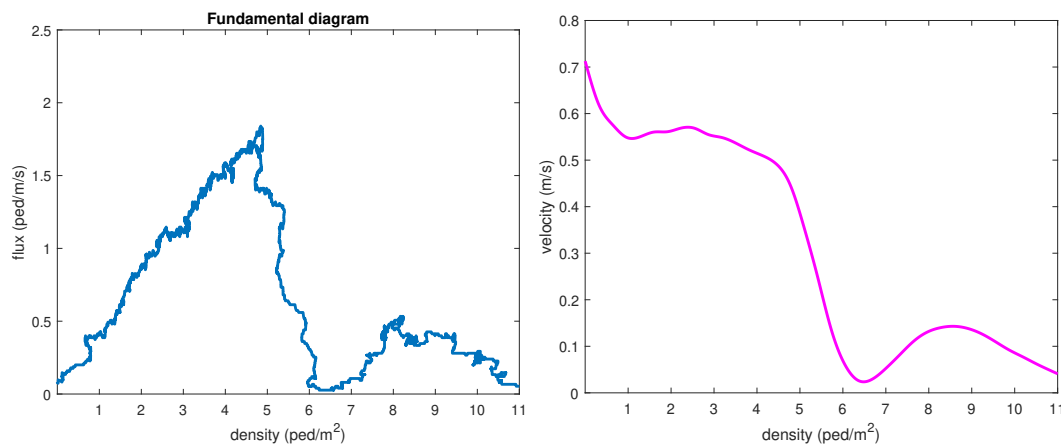 Fundamental diagram
2.5
2
1.5
1
0.5
0
flux (ped/m/s)
1 2 3 4 5 6 7 8 9 10 11
density (ped/m²)
0.8
0.7
0.6
0.5
0.4
0.3
0.2
0.1
0
velocity (m/s)
1 2 3 4 5 6 7 8 9 10 11
density (ped/m²)